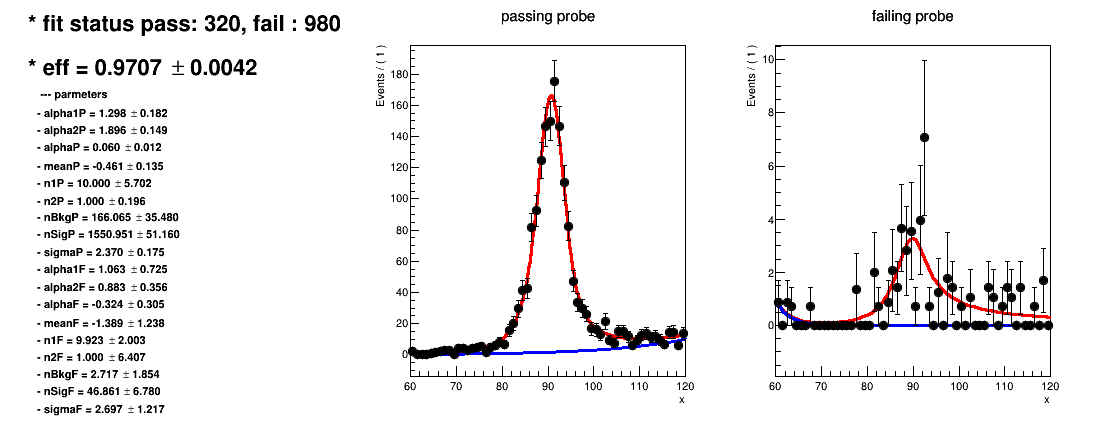 * fit status pass: 320, fail : 980
* eff = 0.9707 ± 0.0042
--- parmeters
- alpha1P = 1.298 ± 0.182
- alpha2P = 1.896 ± 0.149
- alphaP = 0.060 ± 0.012
- meanP = -0.461 ± 0.135
- n1P = 10.000 ± 5.702
- n2P = 1.000 ± 0.196
- nBkgP = 166.065 ± 35.480
- nSigP = 1550.951 ± 51.160
- sigmaP = 2.370 ± 0.175
- alpha1F = 1.063 ± 0.725
- alpha2F = 0.883 ± 0.356
- alphaF = -0.324 ± 0.305
- meanF = -1.389 ± 1.238
- n1F = 9.923 ± 2.003
- n2F = 1.000 ± 6.407
- nBkgF = 2.717 ± 1.854
- nSigF = 46.861 ± 6.780
- sigmaF = 2.697 ± 1.217
passing probe
Events / ( 1 )
180
160
140
120
100
80
60
40
20
0
60 70 80 90 100 110 120
x
failing probe
Events / ( 1 )
10
8
6
4
2
0
60 70 80 90 100 110 120
x